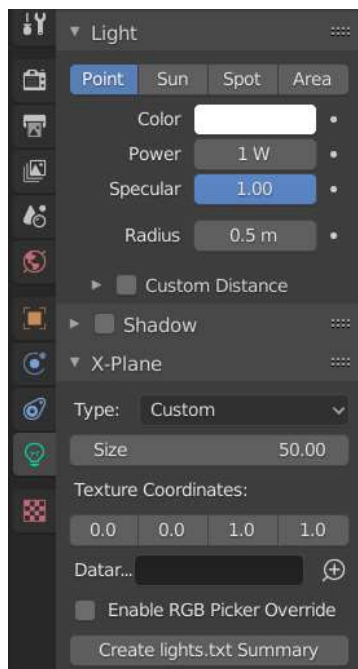 Light
Point Sun Spot Area
Color
Power 1 W
Specular 1.00
Radius 0.5 m
Custom Distance
Shadow
X-Plane
Type: Custom
Size 50.00
Texture Coordinates:
0.0 0.0 1.0 1.0
Datar...
Enable RGB Picker Override
Create lights.txt Summary